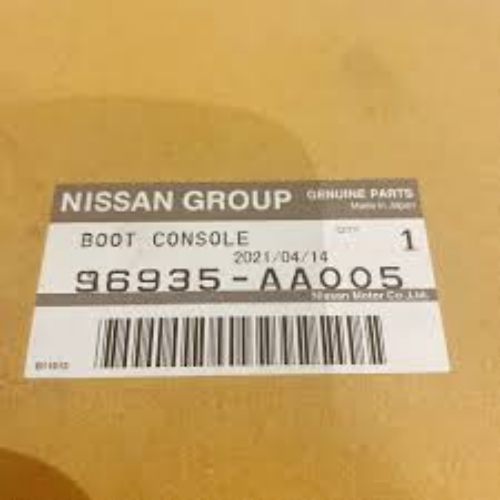 NISSAN GROUP GENUINE PARTS
Made in Japan
BOOT CONSOLE QTY 1
2021/04/14
96935-AA005
Nissan Motor Co.,Ltd.